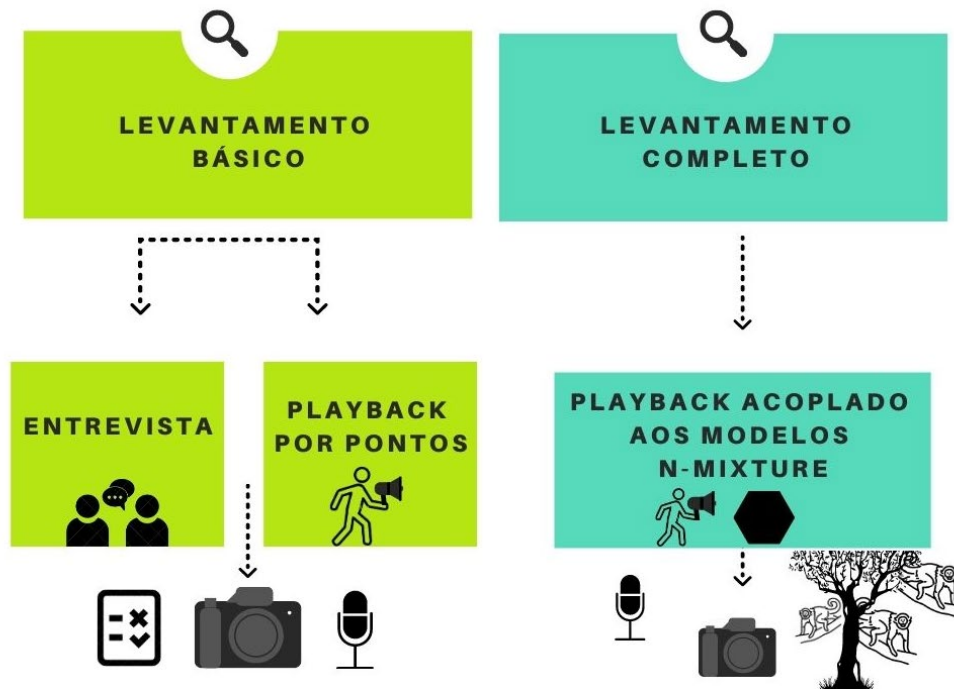 LEVANTAMENTO
BÁSICO
LEVANTAMENTO
COMPLETO
ENTREVISTA
PLAYBACK
POR PONTOS
PLAYBACK ACOPLADO
AOS MODELOS
N-MIXTURE